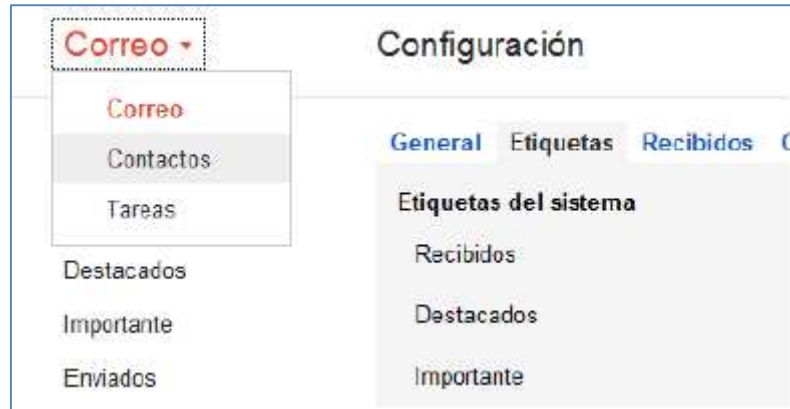 Correo
Configuración
Correo
Contactos
Tareas
Destacados
Importante
Enviados
General Etiquetas Recibidos
Etiquetas del sistema
Recibidos
Destacados
Importante